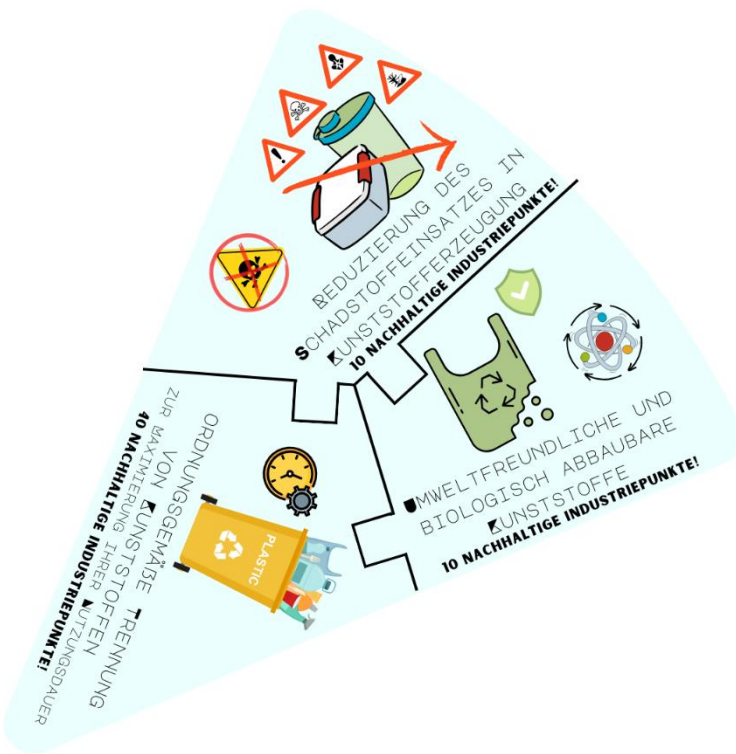 REDUZIERUNG DES
SCHADSTOFFEINSATZES IN
KUNSTSTOFFERZEUGUNG
10 NACHHALTIGE INDUSTRIEPUNKTE!
UMWELTFREUNDLICHE UND
BIOLOGISCH ABBAUBARE
KUNSTSTOFFE
10 NACHHALTIGE INDUSTRIEPUNKTE!
ORDNUNGSGEMÄßE TRENNUNG
VON KUNSTSTOFFEN
ZUR MAXIMIERUNG IHRER NUTZUNGSDAUER
40 NACHHALTIGE INDUSTRIEPUNKTE!
PLASTIC